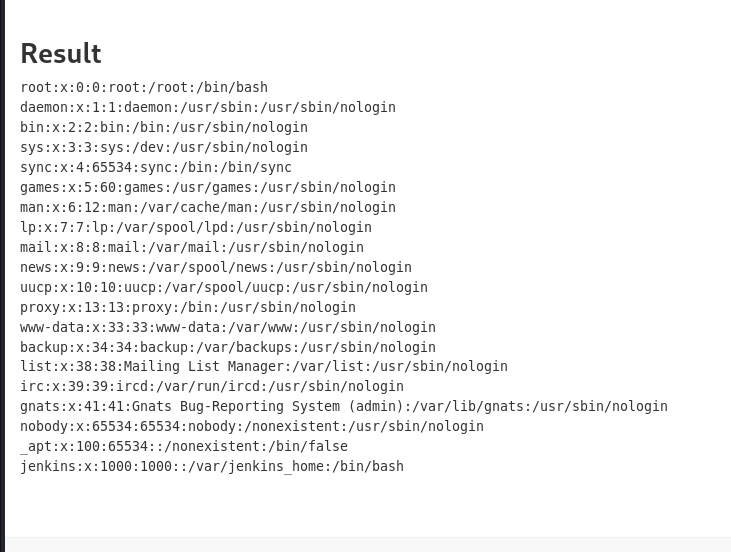 Result
root:x:0:0:root:/root:/bin/bash
daemon:x:1:1:daemon:/usr/sbin:/usr/sbin/nologin
bin:x:2:2:bin:/bin:/usr/sbin/nologin
sys:x:3:3:sys:/dev:/usr/sbin/nologin
sync:x:4:65534:sync:/bin:/bin/sync
games:x:5:60:games:/usr/games:/usr/sbin/nologin
man:x:6:12:man:/var/cache/man:/usr/sbin/nologin
lp:x:7:7:lp:/var/spool/lpd:/usr/sbin/nologin
mail:x:8:8:mail:/var/mail:/usr/sbin/nologin
news:x:9:9:news:/var/spool/news:/usr/sbin/nologin
uucp:x:10:10:uucp:/var/spool/uucp:/usr/sbin/nologin
proxy:x:13:13:proxy:/bin:/usr/sbin/nologin
www-data:x:33:33:www-data:/var/www:/usr/sbin/nologin
backup:x:34:34:backup:/var/backups:/usr/sbin/nologin
list:x:38:38:Mailing List Manager:/var/list:/usr/sbin/nologin
irc:x:39:39:ircd:/var/run/ircd:/usr/sbin/nologin
gnats:x:41:41:Gnats Bug-Reporting System (admin):/var/lib/gnats:/usr/sbin/nologin
nobody:x:65534:65534:nobody:/nonexistent:/usr/sbin/nologin
_apt:x:100:65534::/nonexistent:/bin/false
jenkins:x:1000:1000::/var/jenkins_home:/bin/bash